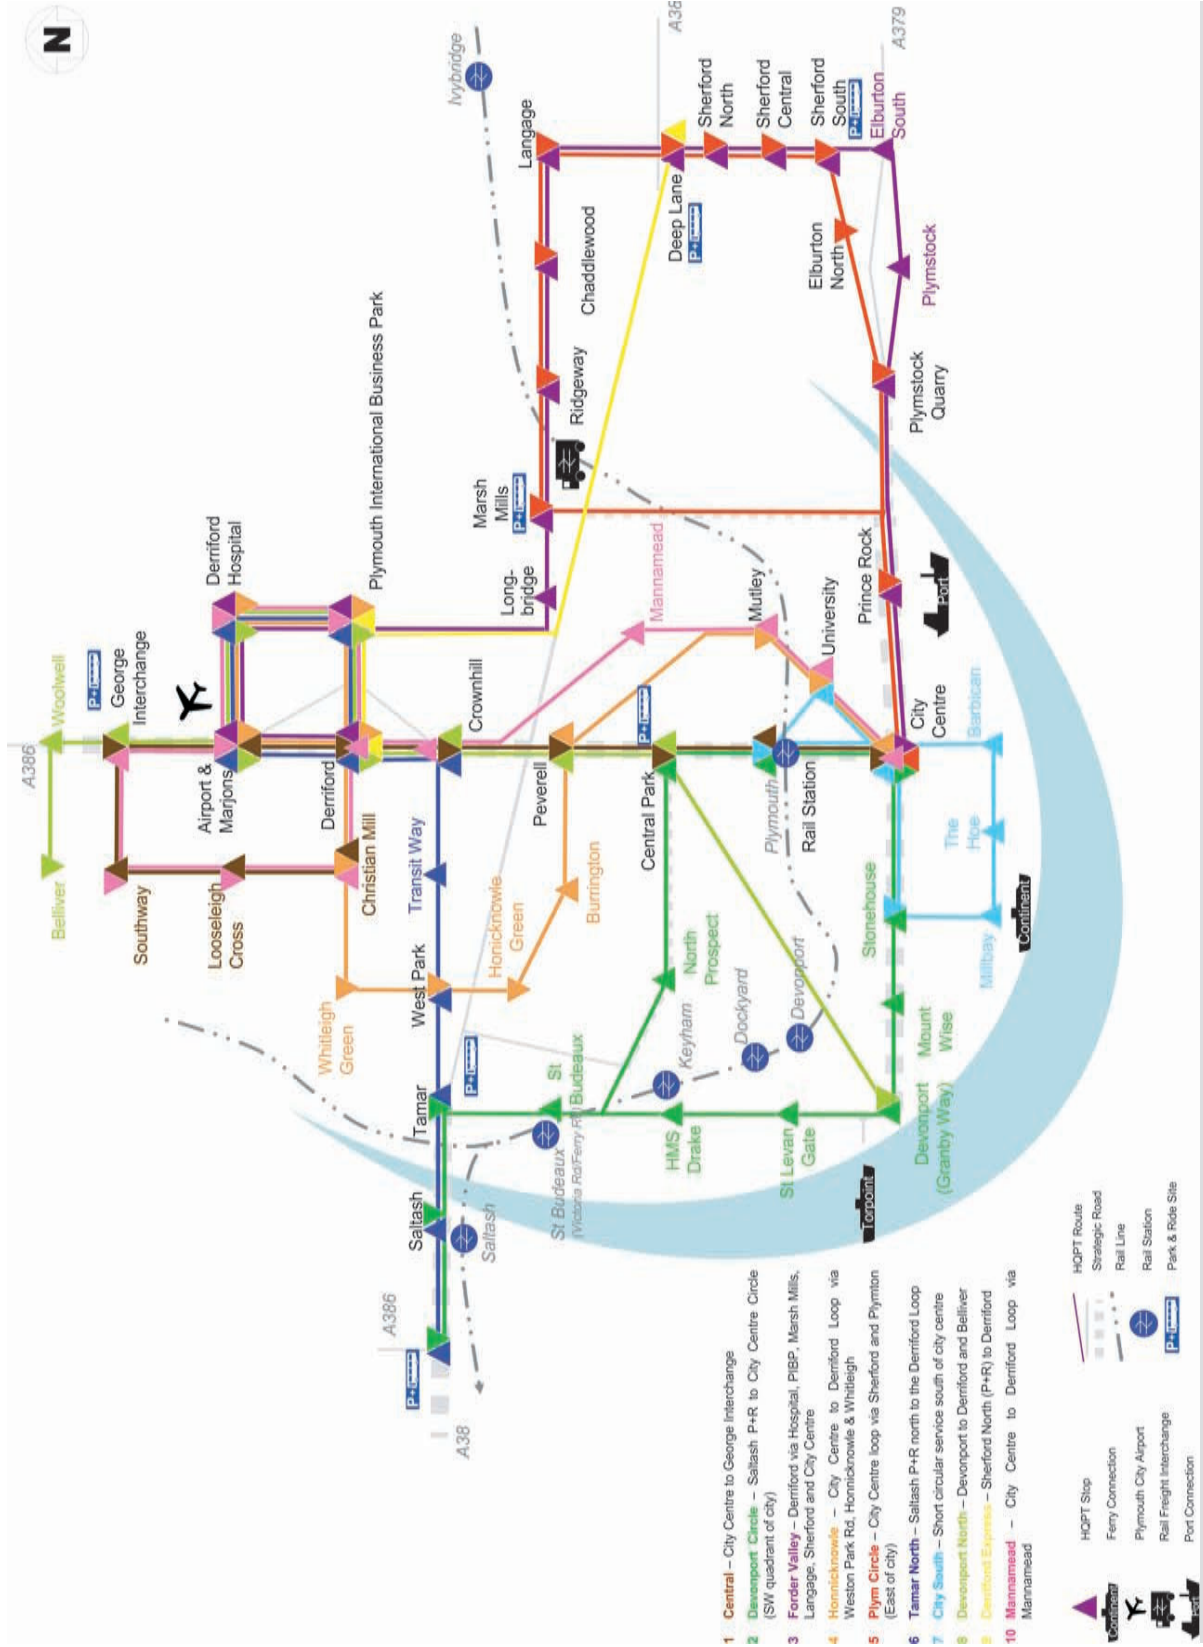 N
A386
Woolwell
Belliver
P+
George
Interchange
Derriford
Hospital
Southway
Airport &
Marjons
Looseleigh
Cross
Plymouth International Business Park
Derriford
Christian Mill
Whitleigh
Green
Crownhill
Transit Way
West Park
P+
Tamar
Saltash
Saltash
A386
P+
A38
Honicknowle
Green
Burrington
Peverell
Long-
bridge
Marsh
Mills
P+
Ridgeway
Chaddlewood
Langage
Ivybridge
A38
A379
Deep Lane
P+
Sherford
North
Sherford
Central
Sherford
South
P+
Elburton
South
Elburton
North
Plymstock
Plymstock
Quarry
Prince Rock
Port
Mannamead
Mutley
University
P+
Central Park
Plymouth
Rail Station
City
Centre
Barbican
The
Hoe
Millbay
Continent
Stonehouse
Mount
Wise
Devonport
(Granby Way)
North
Prospect
Keyham
Dockyard
Devonport
St
Budeaux
St Budeaux
(Victoria Rd/Ferry Rd)
HMS
Drake
St Levan
Gate
Torpoint
1 Central – City Centre to George Interchange
2 Devonport Circle – Saltash P+R to City Centre Circle
(SW quadrant of city)
3 Forder Valley – Derriford via Hospital, PIBP, Marsh Mills,
Langage, Sherford and City Centre
4 Honnicknowle – City Centre to Derriford Loop via
Weston Park Rd, Honnicknowle & Whitleigh
5 Plym Circle – City Centre loop via Sherford and Plymton
(East of city)
6 Tamar North – Saltash P+R north to the Derriford Loop
7 City South – Short circular service south of city centre
8 Devonport North – Devonport to Derriford and Belliver
9 Derriford Express – Sherford North (P+R) to Derriford
10 Mannamead – City Centre to Derriford Loop via
Mannamead
HQPT Stop
Continent
Ferry Connection
Plymouth City Airport
Rail Freight Interchange
Port
Port Connection
HQPT Route
Strategic Road
Rail Line
Rail Station
P+
Park & Ride Site